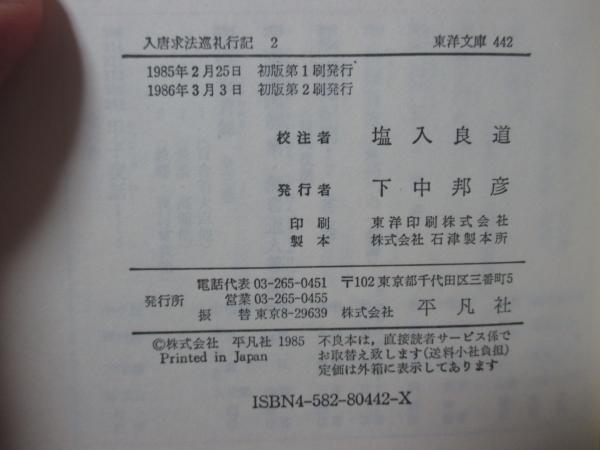 入唐求法巡礼行記 2 東洋文庫 442
1985年2月25日 初版第1刷発行
1986年3月3日 初版第2刷発行
校注者 塩入良道
発行者 下中邦彦
印刷 東洋印刷株式会社
製本 株式会社 石津製本所
電話代表 03-265-0451 〒102 東京都千代田区三番町5
発行所 営業 03-265-0455
振替 東京8-29639 株式会社 平凡社
©株式会社 平凡社 1985 不良本は,直接読者サービス係で
Printed in Japan お取替え致します(送料小社負担)
定価は外箱に表示してあります
ISBN4-582-80442-X